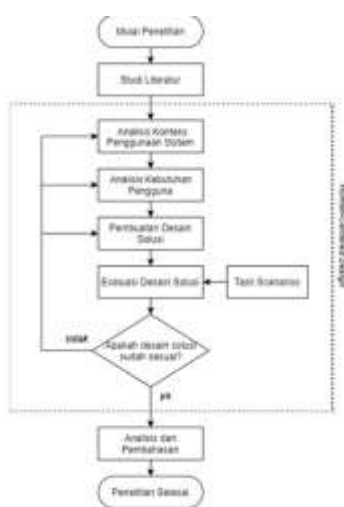 Mulai Penelitian
Studi Literatur
Analisis Konteks
Penggunaan Sistem
Analisis Kebutuhan
Pengguna
Pembuatan Desain
Solusi
Evaluasi Desain Solusi
Task Scenarios
Apakah desain solusi
sudah sesuai?
tidak
ya
Analisis dan
Pembahasan
Penelitian Selesai